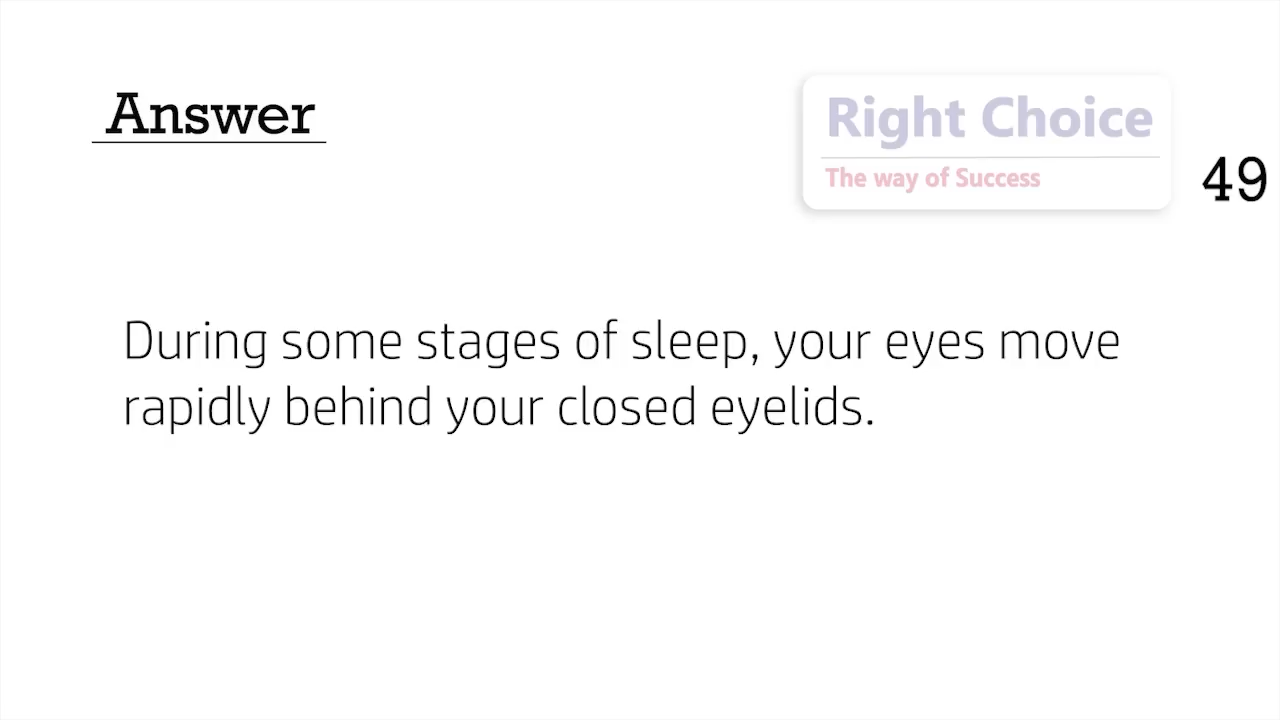 Answer
Right Choice
The way of Success
49
During some stages of sleep, your eyes move
rapidly behind your closed eyelids.